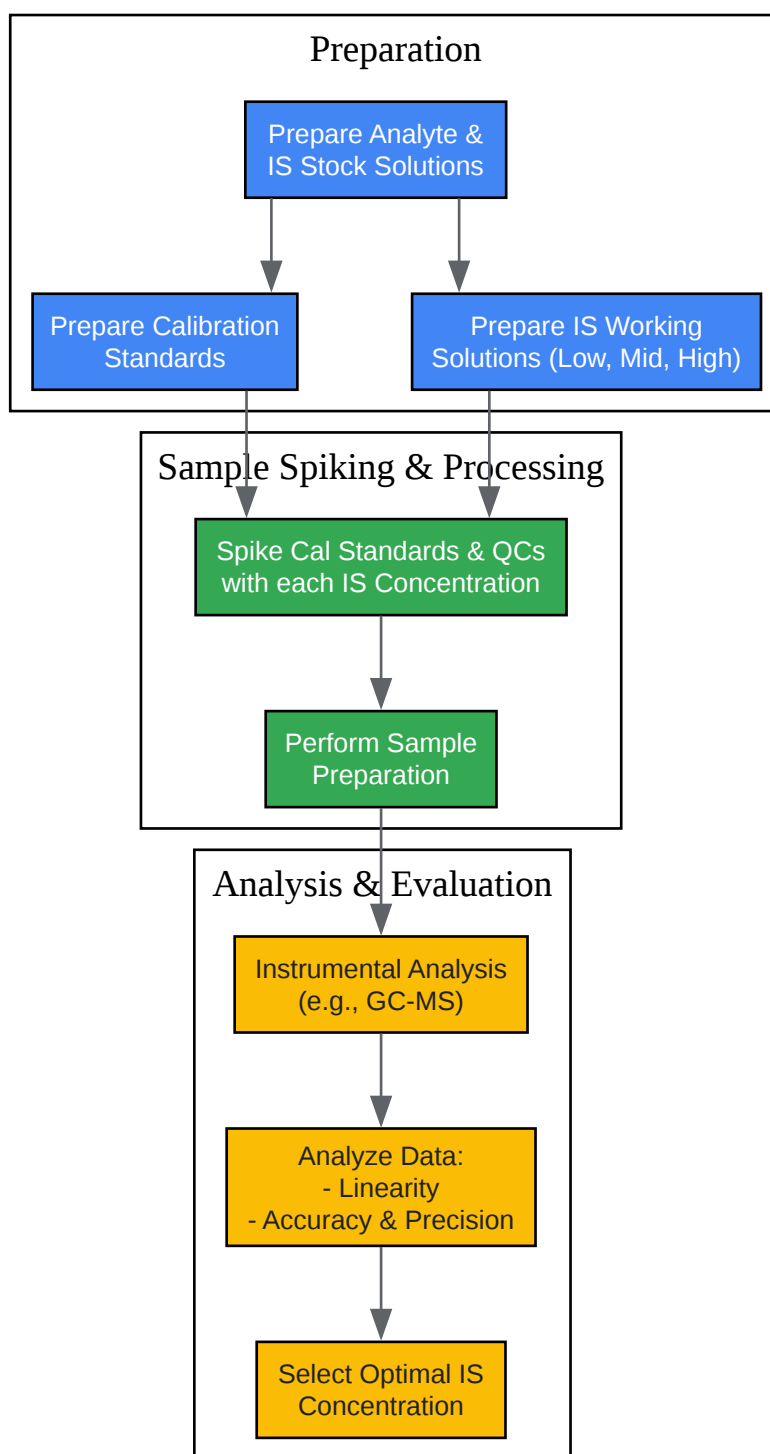 Preparation
Prepare Analyte &
IS Stock Solutions
Prepare Calibration
Standards
Prepare IS Working
Solutions (Low, Mid, High)
Sample Spiking & Processing
Spike Cal Standards & QCs
with each IS Concentration
Perform Sample
Preparation
Analysis & Evaluation
Instrumental Analysis
(e.g., GC-MS)
Analyze Data:
- Linearity
- Accuracy & Precision
Select Optimal IS
Concentration